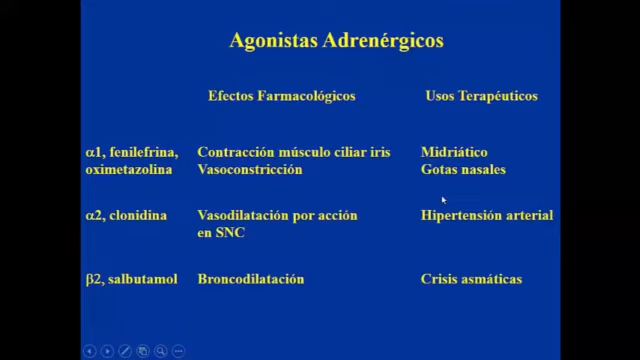 Agonistas Adrenérgicos
Efectos Farmacológicos Usos Terapéuticos
α1, fenilefrina, Contracción músculo ciliar iris Midriático
oximetazolina Vasoconstricción Gotas nasales
α2, clonidina Vasodilatación por acción Hipertensión arterial
en SNC
β2, salbutamol Broncodilatación Crisis asmáticas